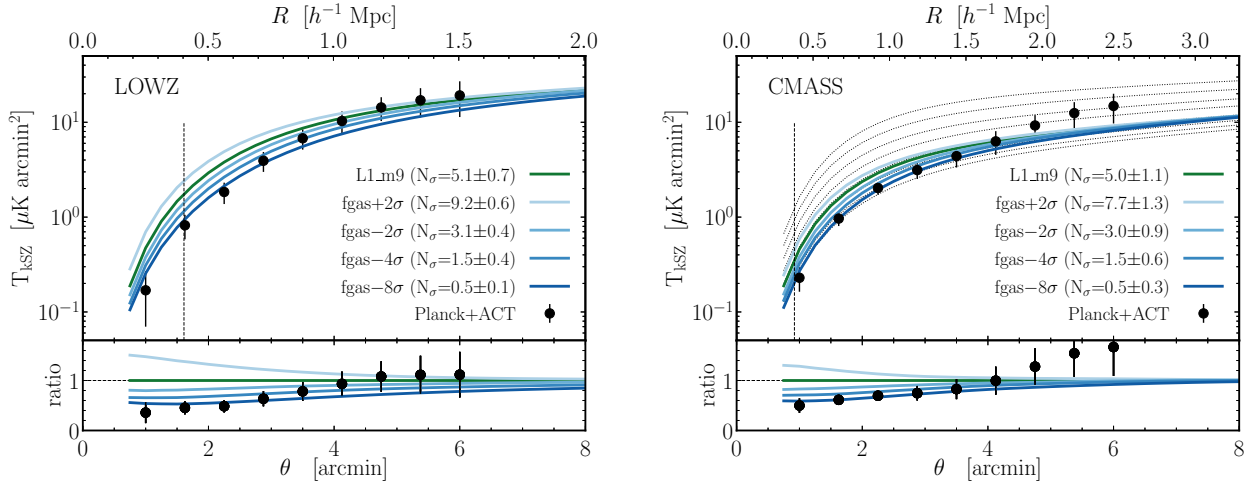 R [h⁻¹ Mpc]
0.0 0.5 1.0 1.5 2.0
LOWZ
T_kSZ [μK arcmin²]
10¹
10⁰
10⁻¹
L1_m9 (N_σ=5.1±0.7)
fgas+2σ (N_σ=9.2±0.6)
fgas−2σ (N_σ=3.1±0.4)
fgas−4σ (N_σ=1.5±0.4)
fgas−8σ (N_σ=0.5±0.1)
Planck+ACT
ratio
1
0
0 2 4 6 8
θ [arcmin]
R [h⁻¹ Mpc]
0.0 0.6 1.2 1.8 2.4 3.0
CMASS
T_kSZ [μK arcmin²]
10¹
10⁰
10⁻¹
L1_m9 (N_σ=5.0±1.1)
fgas+2σ (N_σ=7.7±1.3)
fgas−2σ (N_σ=3.0±0.9)
fgas−4σ (N_σ=1.5±0.6)
fgas−8σ (N_σ=0.5±0.3)
Planck+ACT
ratio
1
0
0 2 4 6 8
θ [arcmin]